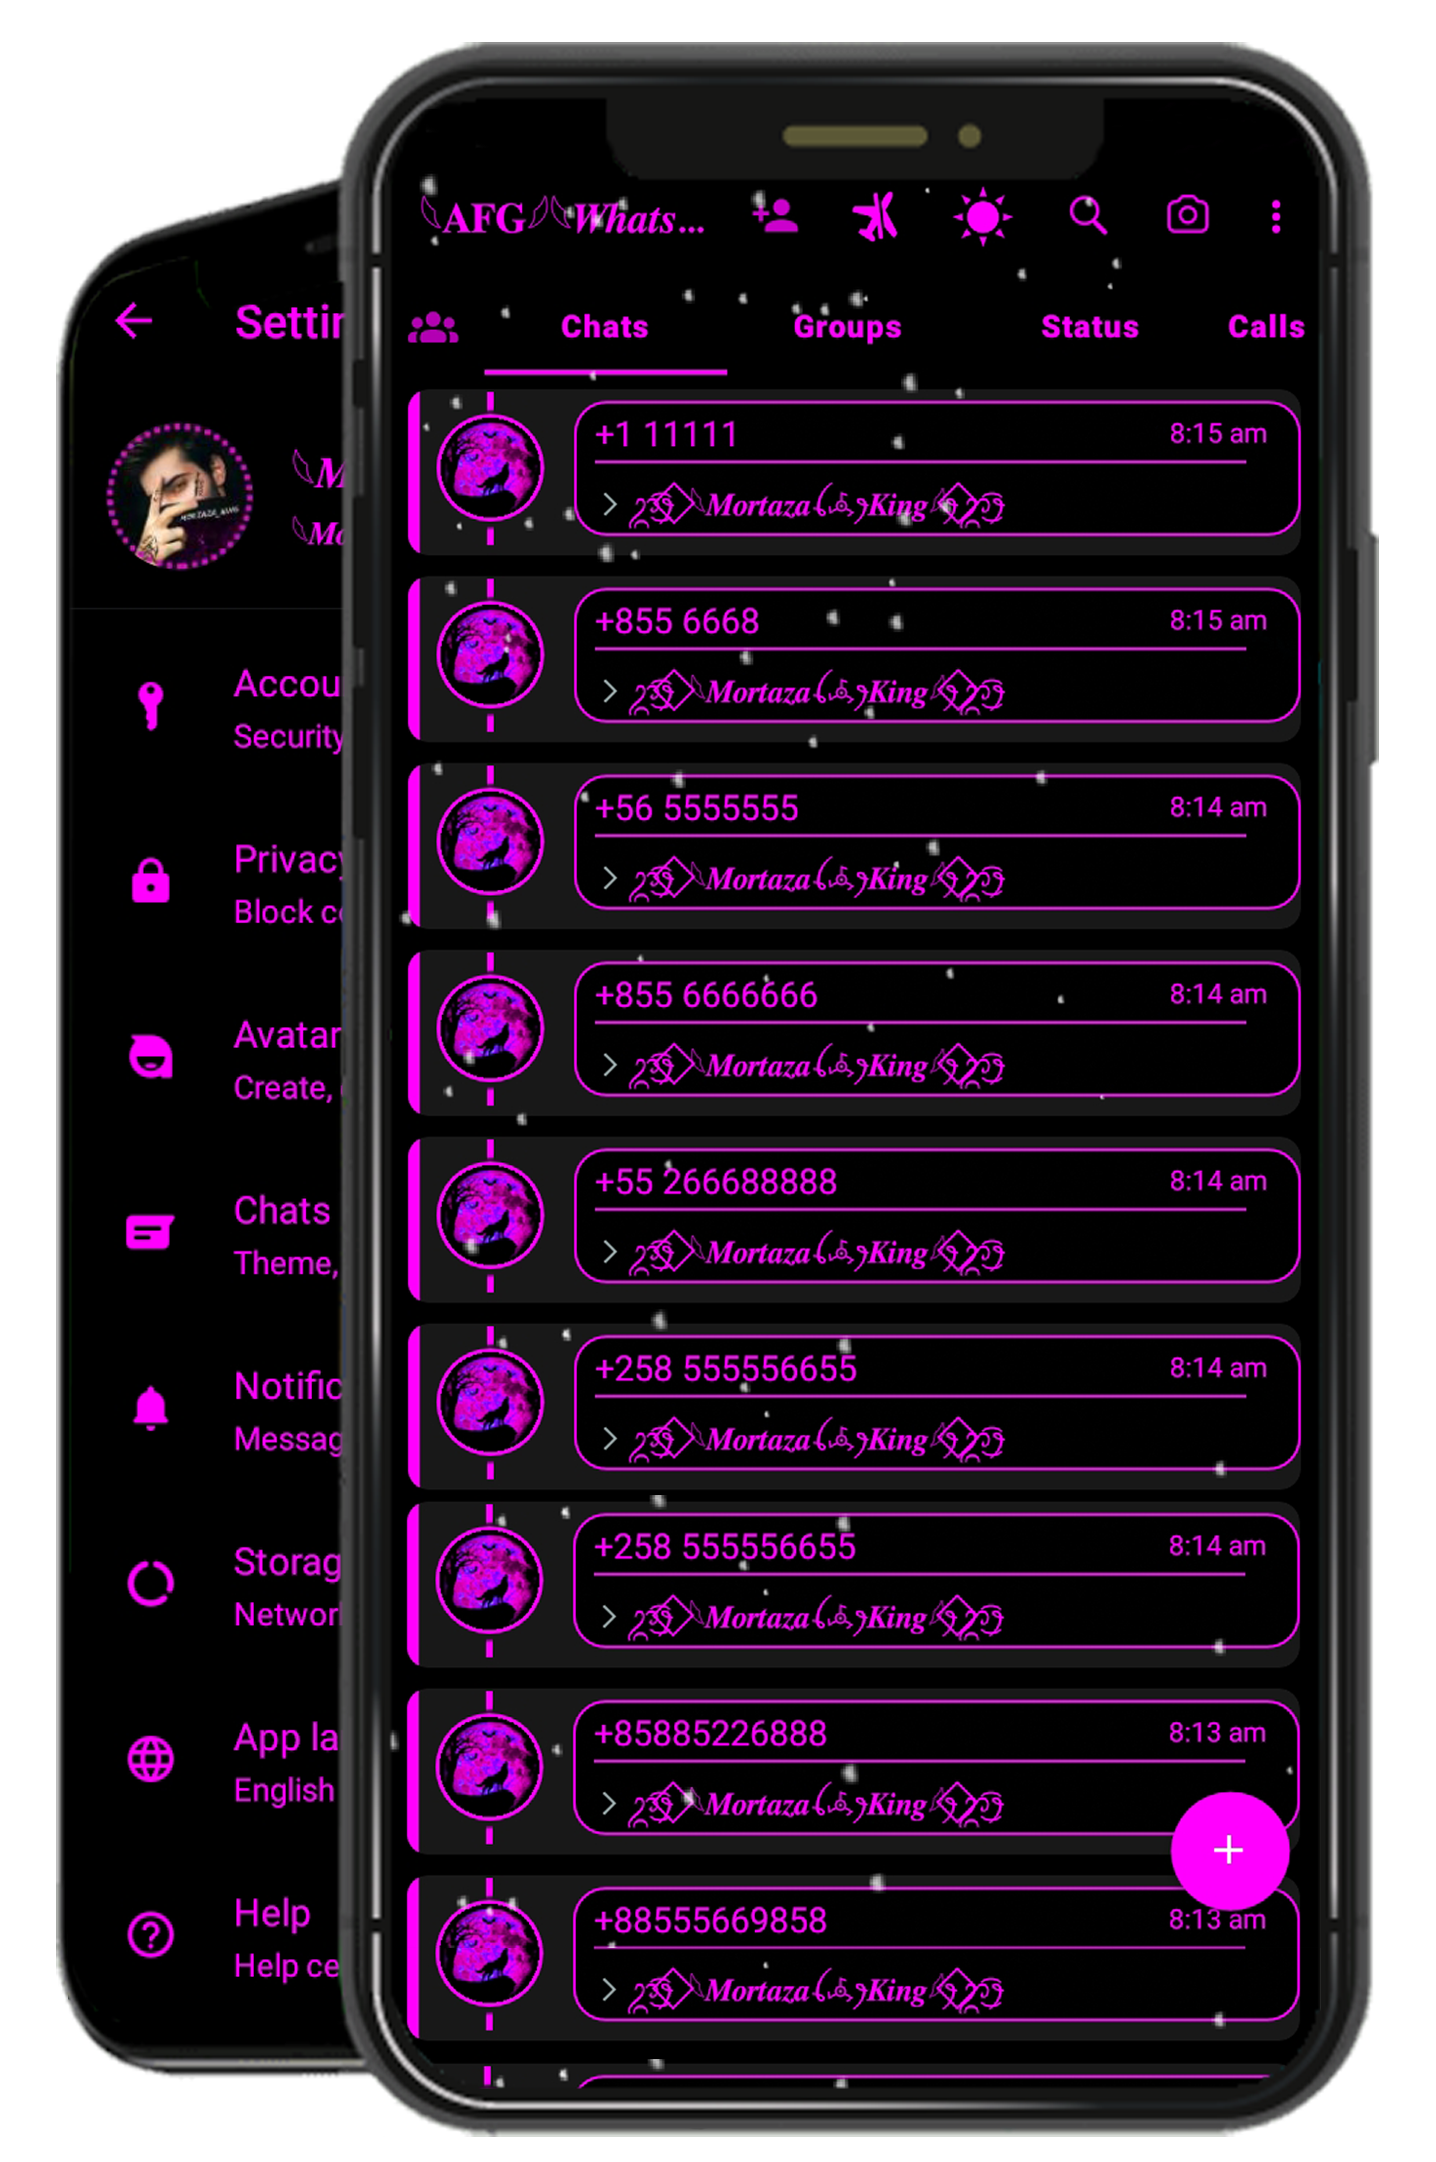 AFG Whats...
Chats Groups Status Calls
+1 11111 8:15 am
Mortaza King
+855 6668 8:15 am
Mortaza King
+56 5555555 8:14 am
Mortaza King
+855 6666666 8:14 am
Mortaza King
+55 266688888 8:14 am
Mortaza King
+258 555556655 8:14 am
Mortaza King
+258 555556655 8:14 am
Mortaza King
+85885226888 8:13 am
Mortaza King
+88555669858 8:13 am
Mortaza King
Settin
M
Mo
Accou
Security
Privacy
Block co
Avatar
Create,
Chats
Theme,
Notific
Messag
Storag
Networ
App la
English
Help
Help ce